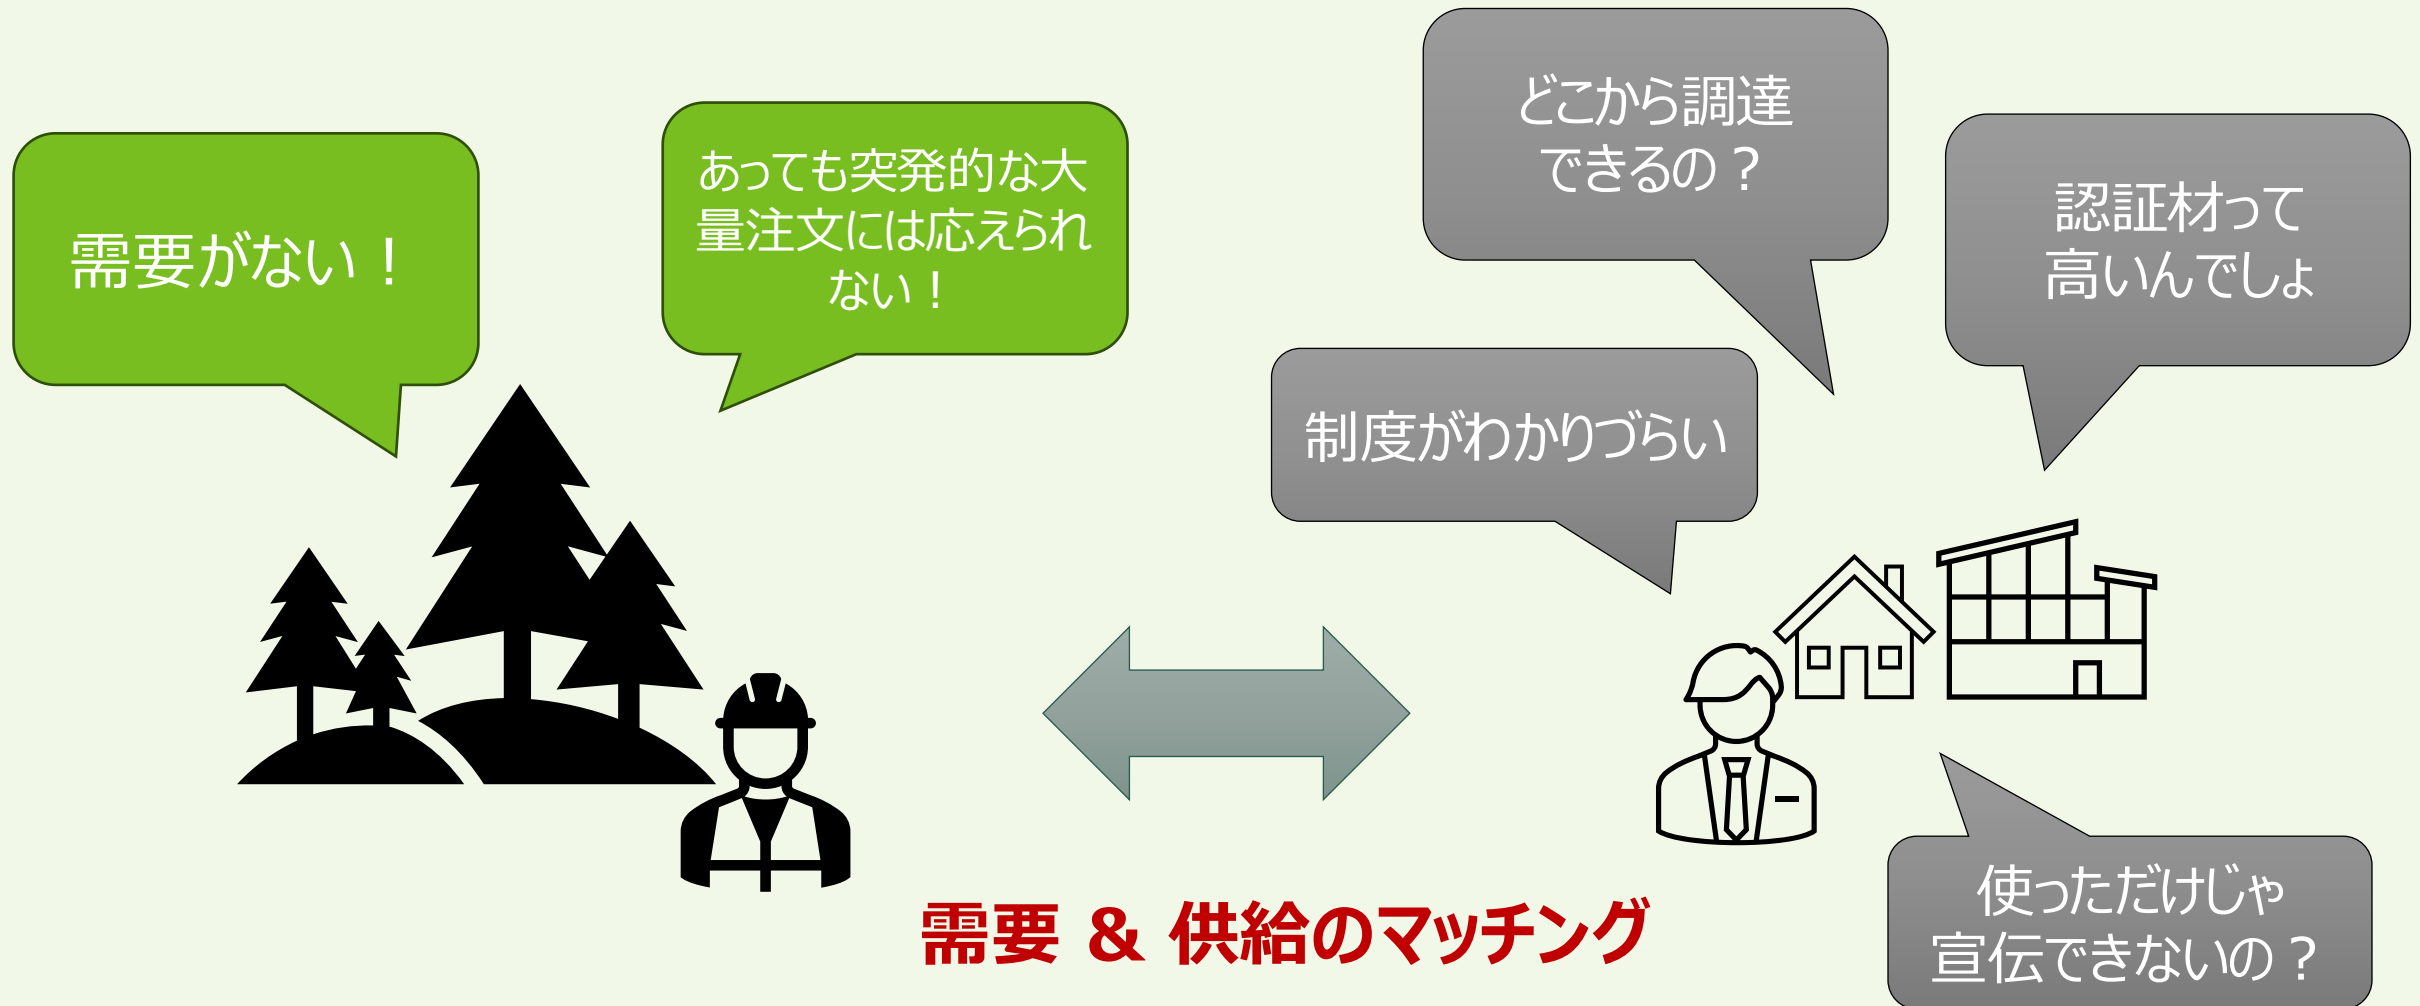 需要がない！
あっても突発的な大
量注文には応えられ
ない！
どこから調達
できるの？
認証材って
高いんでしょ
制度がわかりづらい
使っただけじゃ
宣伝できないの？
需要 & 供給のマッチング